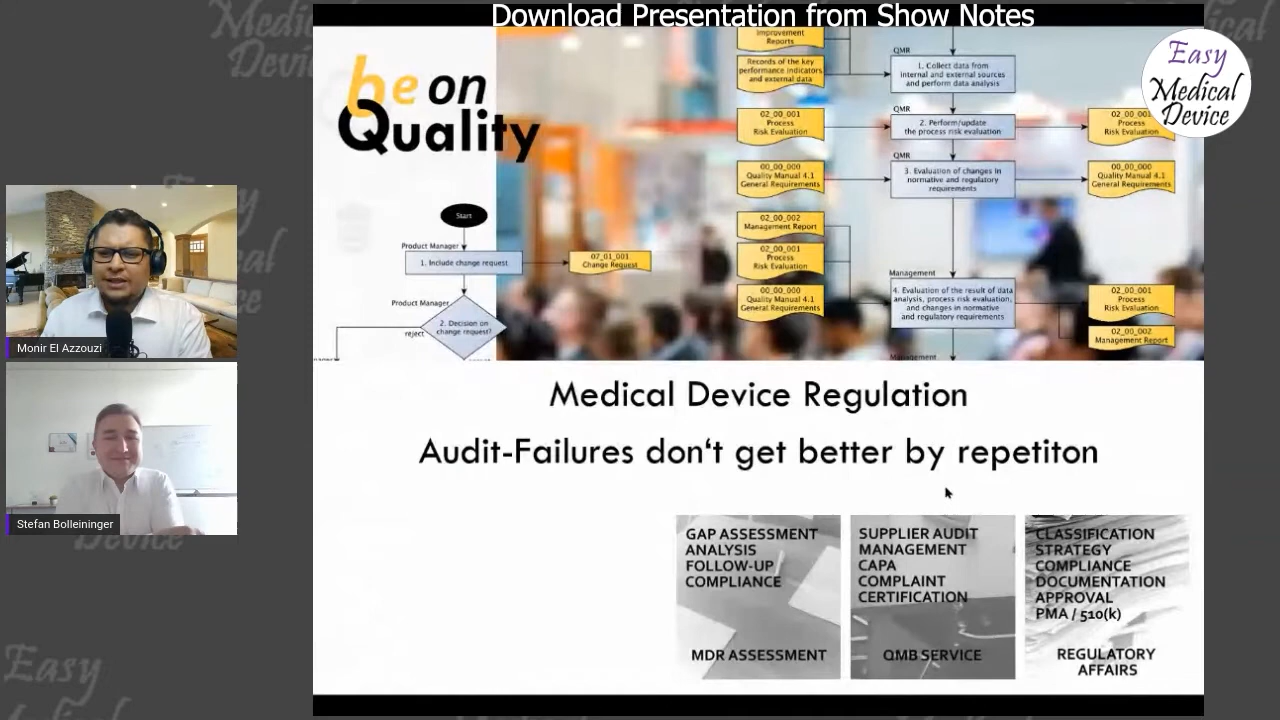 Download Presentation from Show Notes
Easy
Medical
Device
be on
Quality
Start
Product Manager
1. Include change request
07_01_001
Change Request
Product Manager
2. Decision on
change request?
reject
Improvement
Reports
Records of the key
performance indicators
and external data
QMR
1. Collect data from
internal and external sources
and perform data analysis
02_00_001
Process
Risk Evaluation
QMR
2. Perform/update
the process risk evaluation
02_00_001
Process
Risk Evaluation
00_00_000
Quality Manual 4.1
General Requirements
QMR
3. Evaluation of changes in
normative and regulatory
requirements
00_00_000
Quality Manual 4.1
General Requirements
02_00_002
Management Report
02_00_001
Process
Risk Evaluation
00_00_000
Quality Manual 4.1
General Requirements
Management
4. Evaluation of the result of data
analysis, process risk evaluation,
and changes in normative
and regulatory requirements
02_00_001
Process
Risk Evaluation
02_00_002
Management Report
Management
Monir El Azzouzi
Stefan Bolleininger
Medical Device Regulation
Audit-Failures don‘t get better by repetiton
GAP ASSESSMENT
ANALYSIS
FOLLOW-UP
COMPLIANCE
MDR ASSESSMENT
SUPPLIER AUDIT
MANAGEMENT
CAPA
COMPLAINT
CERTIFICATION
QMB SERVICE
CLASSIFICATION
STRATEGY
COMPLIANCE
DOCUMENTATION
APPROVAL
PMA / 510(k)
REGULATORY
AFFAIRS
Easy
Medical
Device